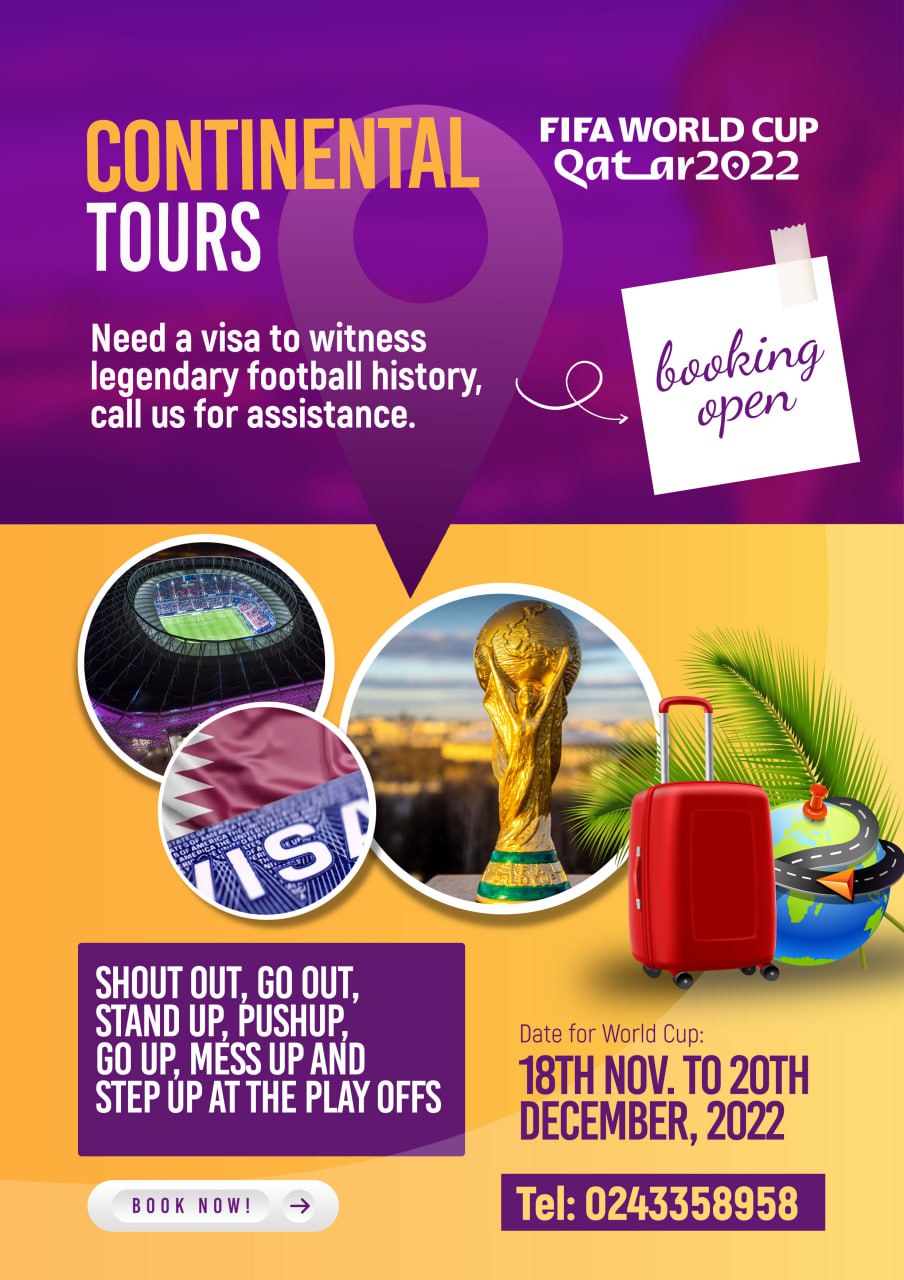 CONTINENTAL
TOURS
FIFA WORLD CUP
Qatar2022
Need a visa to witness
legendary football history,
call us for assistance.
booking
open
VISA
SHOUT OUT, GO OUT,
STAND UP, PUSHUP,
GO UP, MESS UP AND
STEP UP AT THE PLAY OFFS
Date for World Cup:
18TH NOV. TO 20TH
DECEMBER, 2022
BOOK NOW!
Tel: 0243358958